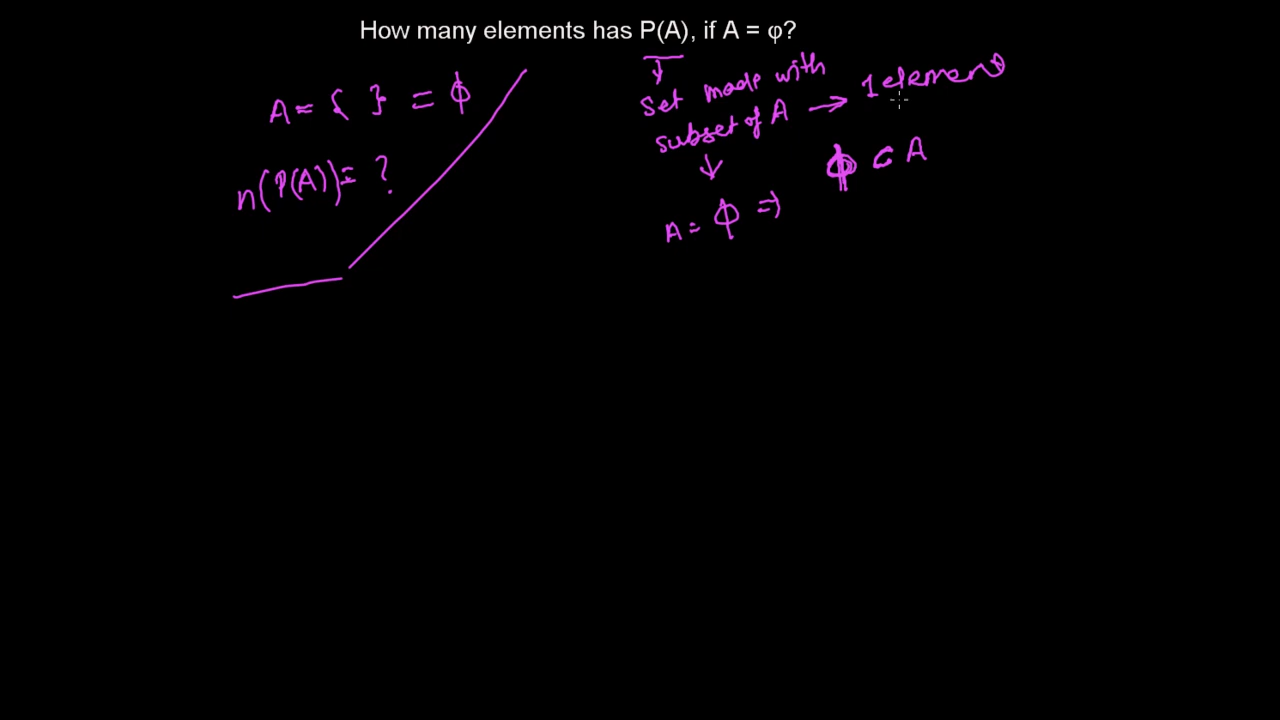 How many elements has P(A), if A = φ?
A = { } = ϕ
n(P(A)) = ?
set made with
subset of A → 1 element
A = ϕ ⇒ ϕ ⊂ A